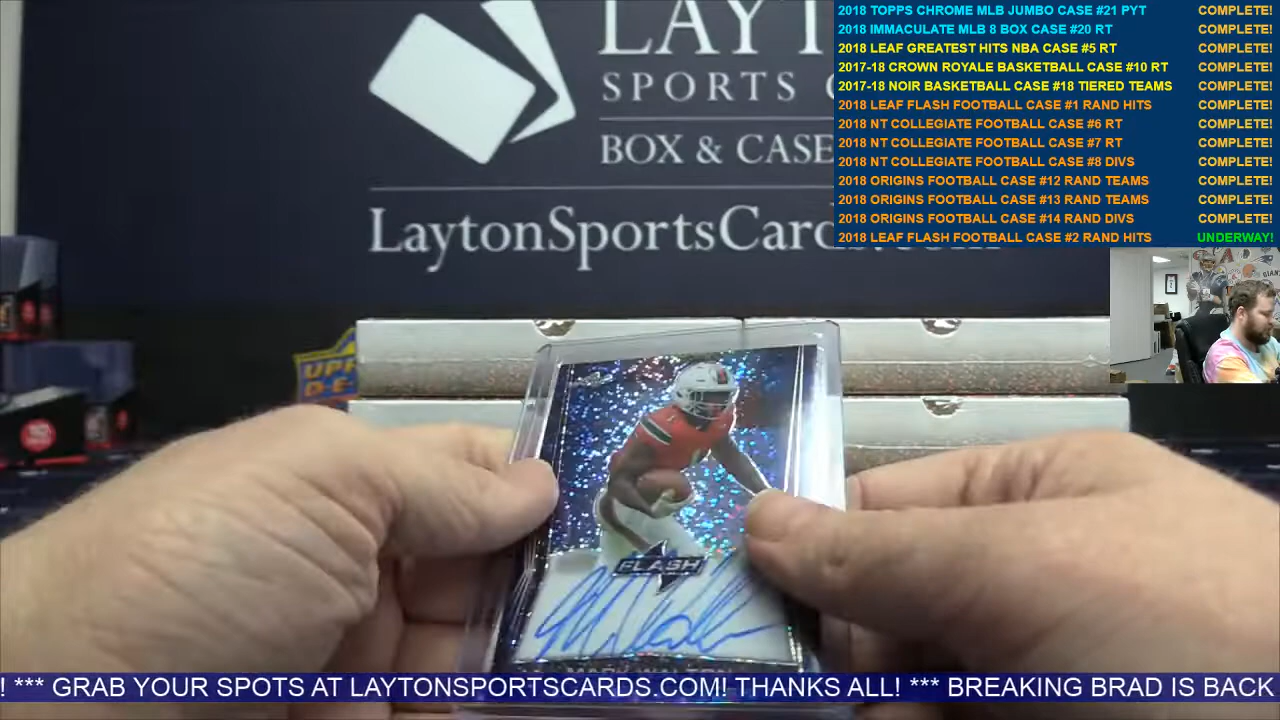 LAYT
SPORTS C
BOX & CASE
LaytonSportsCards.
2018 TOPPS CHROME MLB JUMBO CASE #21 PYT COMPLETE!
2018 IMMACULATE MLB 8 BOX CASE #20 RT COMPLETE!
2018 LEAF GREATEST HITS NBA CASE #5 RT COMPLETE!
2017-18 CROWN ROYALE BASKETBALL CASE #10 RT COMPLETE!
2017-18 NOIR BASKETBALL CASE #18 TIERED TEAMS COMPLETE!
2018 LEAF FLASH FOOTBALL CASE #1 RAND HITS COMPLETE!
2018 NT COLLEGIATE FOOTBALL CASE #6 RT COMPLETE!
2018 NT COLLEGIATE FOOTBALL CASE #7 RT COMPLETE!
2018 NT COLLEGIATE FOOTBALL CASE #8 DIVS COMPLETE!
2018 ORIGINS FOOTBALL CASE #12 RAND TEAMS COMPLETE!
2018 ORIGINS FOOTBALL CASE #13 RAND TEAMS COMPLETE!
2018 ORIGINS FOOTBALL CASE #14 RAND DIVS COMPLETE!
2018 LEAF FLASH FOOTBALL CASE #2 RAND HITS UNDERWAY!
UPP
D-E
FLASH
MARK WALTON
! *** GRAB YOUR SPOTS AT LAYTONSPORTSCARDS.COM! THANKS ALL! *** BREAKING BRAD IS BACK